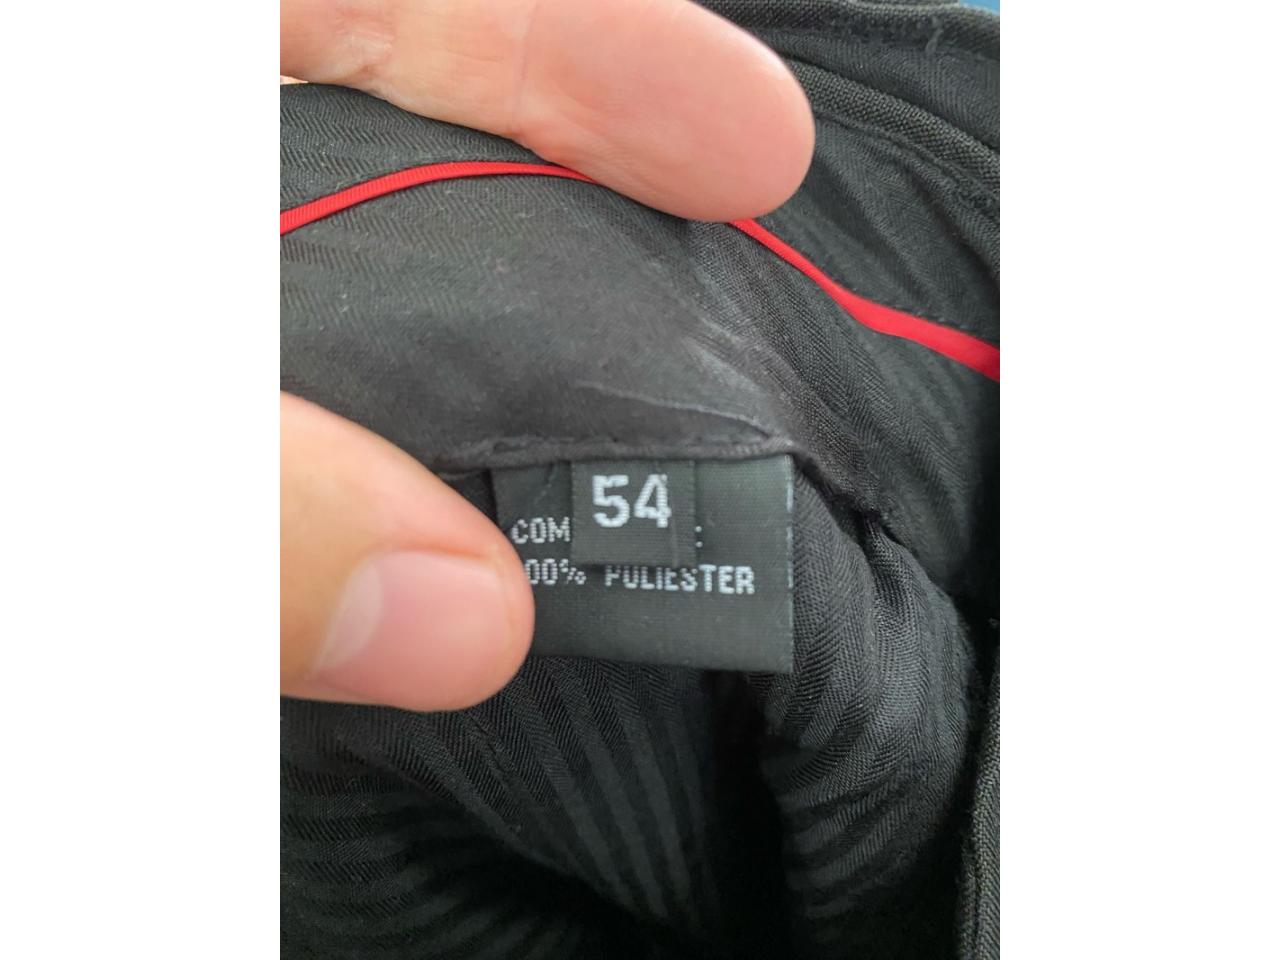 54
COM :
00% POLIESTER